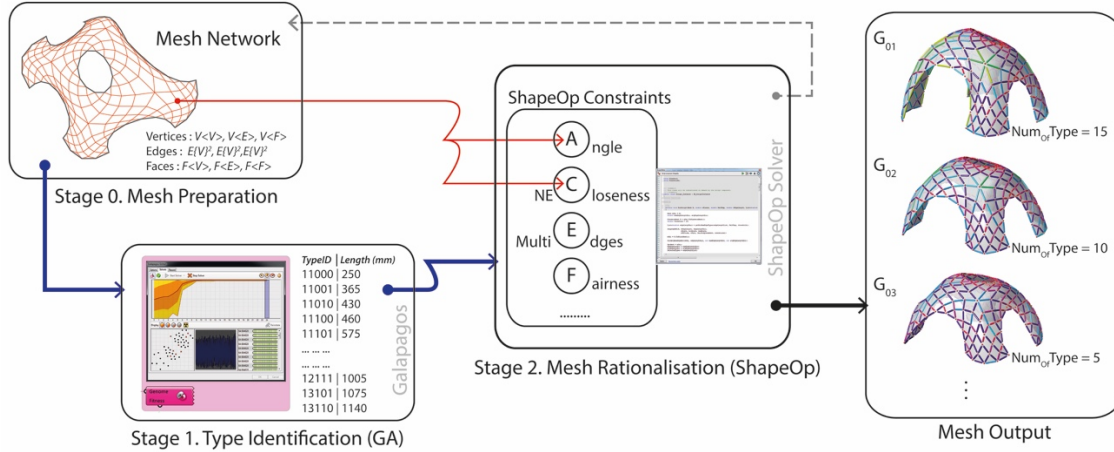 Mesh Network
Vertices : V<V>, V<E>, V<F>
Edges : E(V)², E(V)²,E(V)²
Faces : F<V>, F<E>, F<F>
Stage 0. Mesh Preparation
TypeID | Length (mm)
11000 | 250
11001 | 365
11010 | 430
11100 | 460
11101 | 575
... ... ...
... ... ...
12111 | 1005
13101 | 1075
13110 | 1140
Galapagos
Genome
Fitness
Stage 1. Type Identification (GA)
ShapeOp Constraints
A ngle
NE C loseness
Multi E dges
F airness
.........
ShapeOp Solver
Stage 2. Mesh Rationalisation (ShapeOp)
G01
NumOfType = 15
G02
NumOfType = 10
G03
NumOfType = 5
⋮
Mesh Output